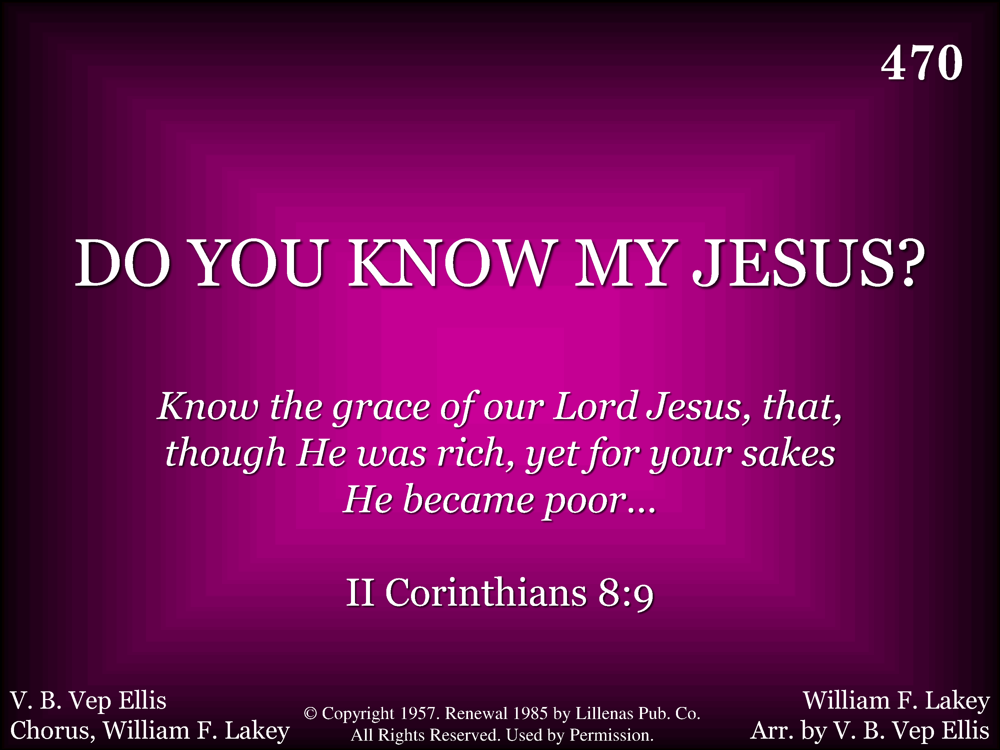 470
DO YOU KNOW MY JESUS?
Know the grace of our Lord Jesus, that,
though He was rich, yet for your sakes
He became poor...
II Corinthians 8:9
V. B. Vep Ellis
Chorus, William F. Lakey
© Copyright 1957. Renewal 1985 by Lillenas Pub. Co.
All Rights Reserved. Used by Permission.
William F. Lakey
Arr. by V. B. Vep Ellis